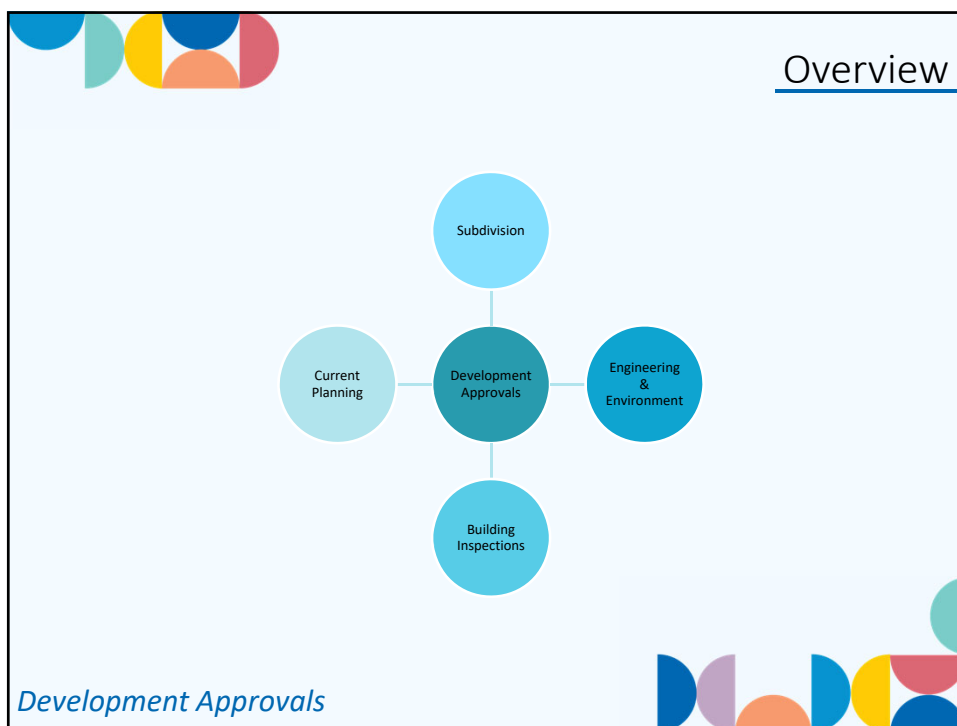 Overview
Subdivision
Current
Planning
Development
Approvals
Engineering
&
Environment
Building
Inspections
Development Approvals